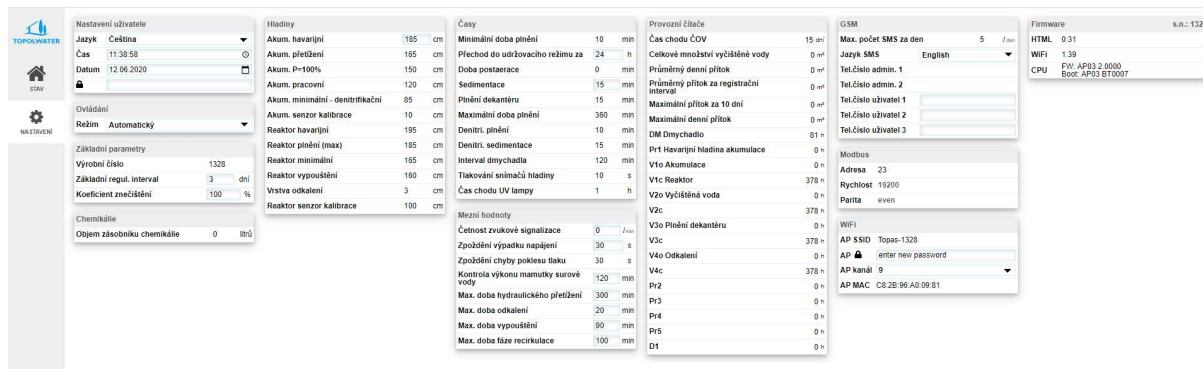 TOPOLWATER
STAV
NASTAVENÍ
Nastavení uživatele
Jazyk Čeština
Čas 11:38:58
Datum 12.06.2020
Ovládání
Režim Automatický
Základní parametry
Výrobní číslo 1328
Základní regul. interval 3 dní
Koeficient znečištění 100 %
Chemikálie
Objem zásobníku chemikálie 0 litrů
Hladiny
Akum. havarijní 185 cm
Akum. přetížení 165 cm
Akum. P=100% 150 cm
Akum. pracovní 120 cm
Akum. minimální - denitrifikační 85 cm
Akum. senzor kalibrace 10 cm
Reaktor havarijní 195 cm
Reaktor plnění (max) 185 cm
Reaktor minimální 165 cm
Reaktor vypouštění 160 cm
Vrstva odkalení 3 cm
Reaktor senzor kalibrace 100 cm
Časy
Minimální doba plnění 10 min
Přechod do udržovacího režimu za 24 h
Doba postaerace 0 min
Sedimentace 15 min
Plnění dekantéru 15 min
Maximální doba plnění 360 min
Denitri. plnění 10 min
Denitri. sedimentace 15 min
Interval dmychadla 120 min
Tlakování snímačů hladiny 10 s
Čas chodu UV lampy 1 h
Mezní hodnoty
Četnost zvukové signalizace 0 /min
Zpoždění výpadku napájení 30 s
Zpoždění chyby poklesu tlaku 30 s
Kontrola výkonu mamutky surové
vody 120 min
Max. doba hydraulického přetížení 300 min
Max. doba odkalení 20 min
Max. doba vypouštění 90 min
Max. doba fáze recirkulace 100 min
Provozní čítače
Čas chodu ČOV 15 dní
Celkové množství vyčištěné vody 0 m³
Průměrný denní přítok 0 m³
Průměrný přítok za registrační
interval 0 m³
Maximální přítok za 10 dní 0 m³
Maximální denní přítok 0 m³
DM Dmychadlo 81 h
Pr1 Havarijní hladina akumulace 0 h
V1o Akumulace 0 h
V1c Reaktor 378 h
V2o Vyčištěná voda 0 h
V2c 378 h
V3o Plnění dekantéru 0 h
V3c 378 h
V4o Odkalení 0 h
V4c 378 h
Pr2 0 h
Pr3 0 h
Pr4 0 h
Pr5 0 h
D1 0 h
GSM
Max. počet SMS za den 5 / den
Jazyk SMS English
Tel.číslo admin. 1
Tel.číslo admin. 2
Tel.číslo uživatel 1
Tel.číslo uživatel 2
Tel.číslo uživatel 3
Modbus
Adresa 23
Rychlost 19200
Parita even
WiFi
AP SSID Topas-1328
AP enter new password
AP kanál 9
AP MAC C8:2B:96:A0:09:81
Firmware s.n.: 132
HTML 0.31
WiFi 1.39
CPU FW: AP03 2.0000
Boot: AP03 BT0007